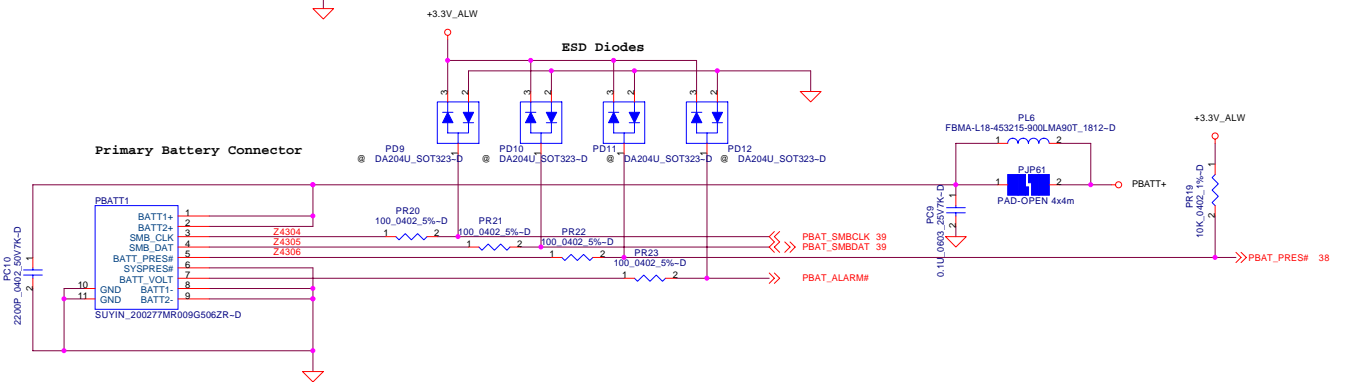 +3.3V_ALW
ESD Diodes
3
2
3
2
3
2
3
2
PD9
@ DA204U_SOT323~D
1
PD10
@ DA204U_SOT323~D
1
PD11
@ DA204U_SOT323~D
1
PD12
@ DA204U_SOT323~D
1
PL6
FBMA-L18-453215-900LMA90T_1812~D
1
2
PJP61
1
2
PAD-OPEN 4x4m
PBATT+
+3.3V_ALW
1
PR19
10K_0402_1%~D
2
1
PC9
0.1U_0603_25V7K~D
2
Primary Battery Connector
PBATT1
BATT1+ 1
BATT2+ 2
SMB_CLK 3
SMB_DAT 4
BATT_PRES# 5
SYSPRES# 6
BATT_VOLT 7
10 GND BATT1- 8
11 GND BATT2- 9
SUYIN_200277MR009G506ZR~D
PC10
2200P_0402_50V7K~D
1
2
Z4304
Z4305
Z4306
PR20
100_0402_5%~D
1
2
PR21
100_0402_5%~D
1
2
PR22
100_0402_5%~D
1
2
PR23
100_0402_5%~D
1
2
PBAT_SMBCLK 39
PBAT_SMBDAT 39
PBAT_PRES# 38
PBAT_ALARM#